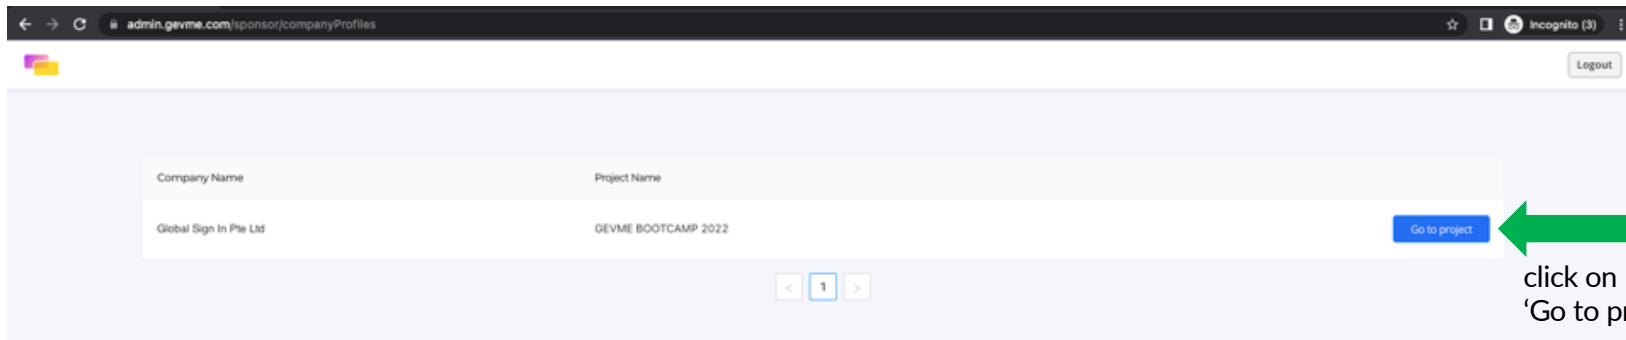 admin.gevme.com/sponsor/companyProfiles
Incognito (3)
Logout
Company Name Project Name
Global Sign In Pte Ltd GEVME BOOTCAMP 2022 Go to project
< 1 >
click on
‘Go to pr